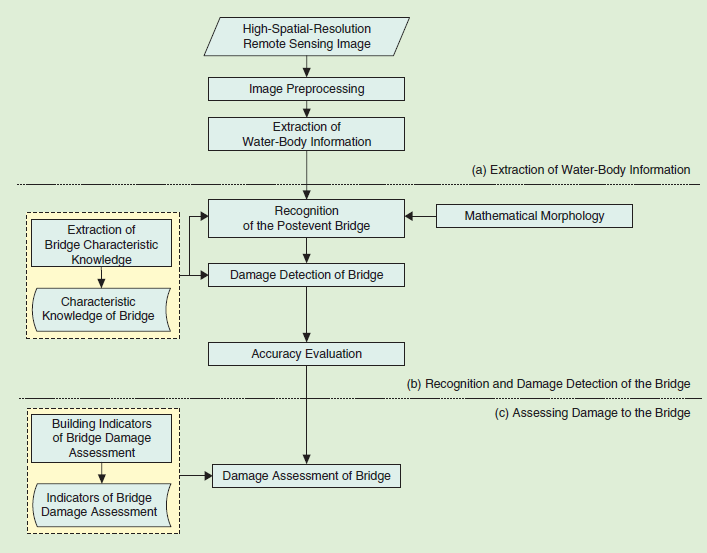 High-Spatial-Resolution
Remote Sensing Image
Image Preprocessing
Extraction of
Water-Body Information
(a) Extraction of Water-Body Information
Recognition
of the Postevent Bridge
Mathematical Morphology
Extraction of
Bridge Characteristic
Knowledge
Damage Detection of Bridge
Characteristic
Knowledge of Bridge
Accuracy Evaluation
(b) Recognition and Damage Detection of the Bridge
(c) Assessing Damage to the Bridge
Building Indicators
of Bridge Damage
Assessment
Damage Assessment of Bridge
Indicators of Bridge
Damage Assessment